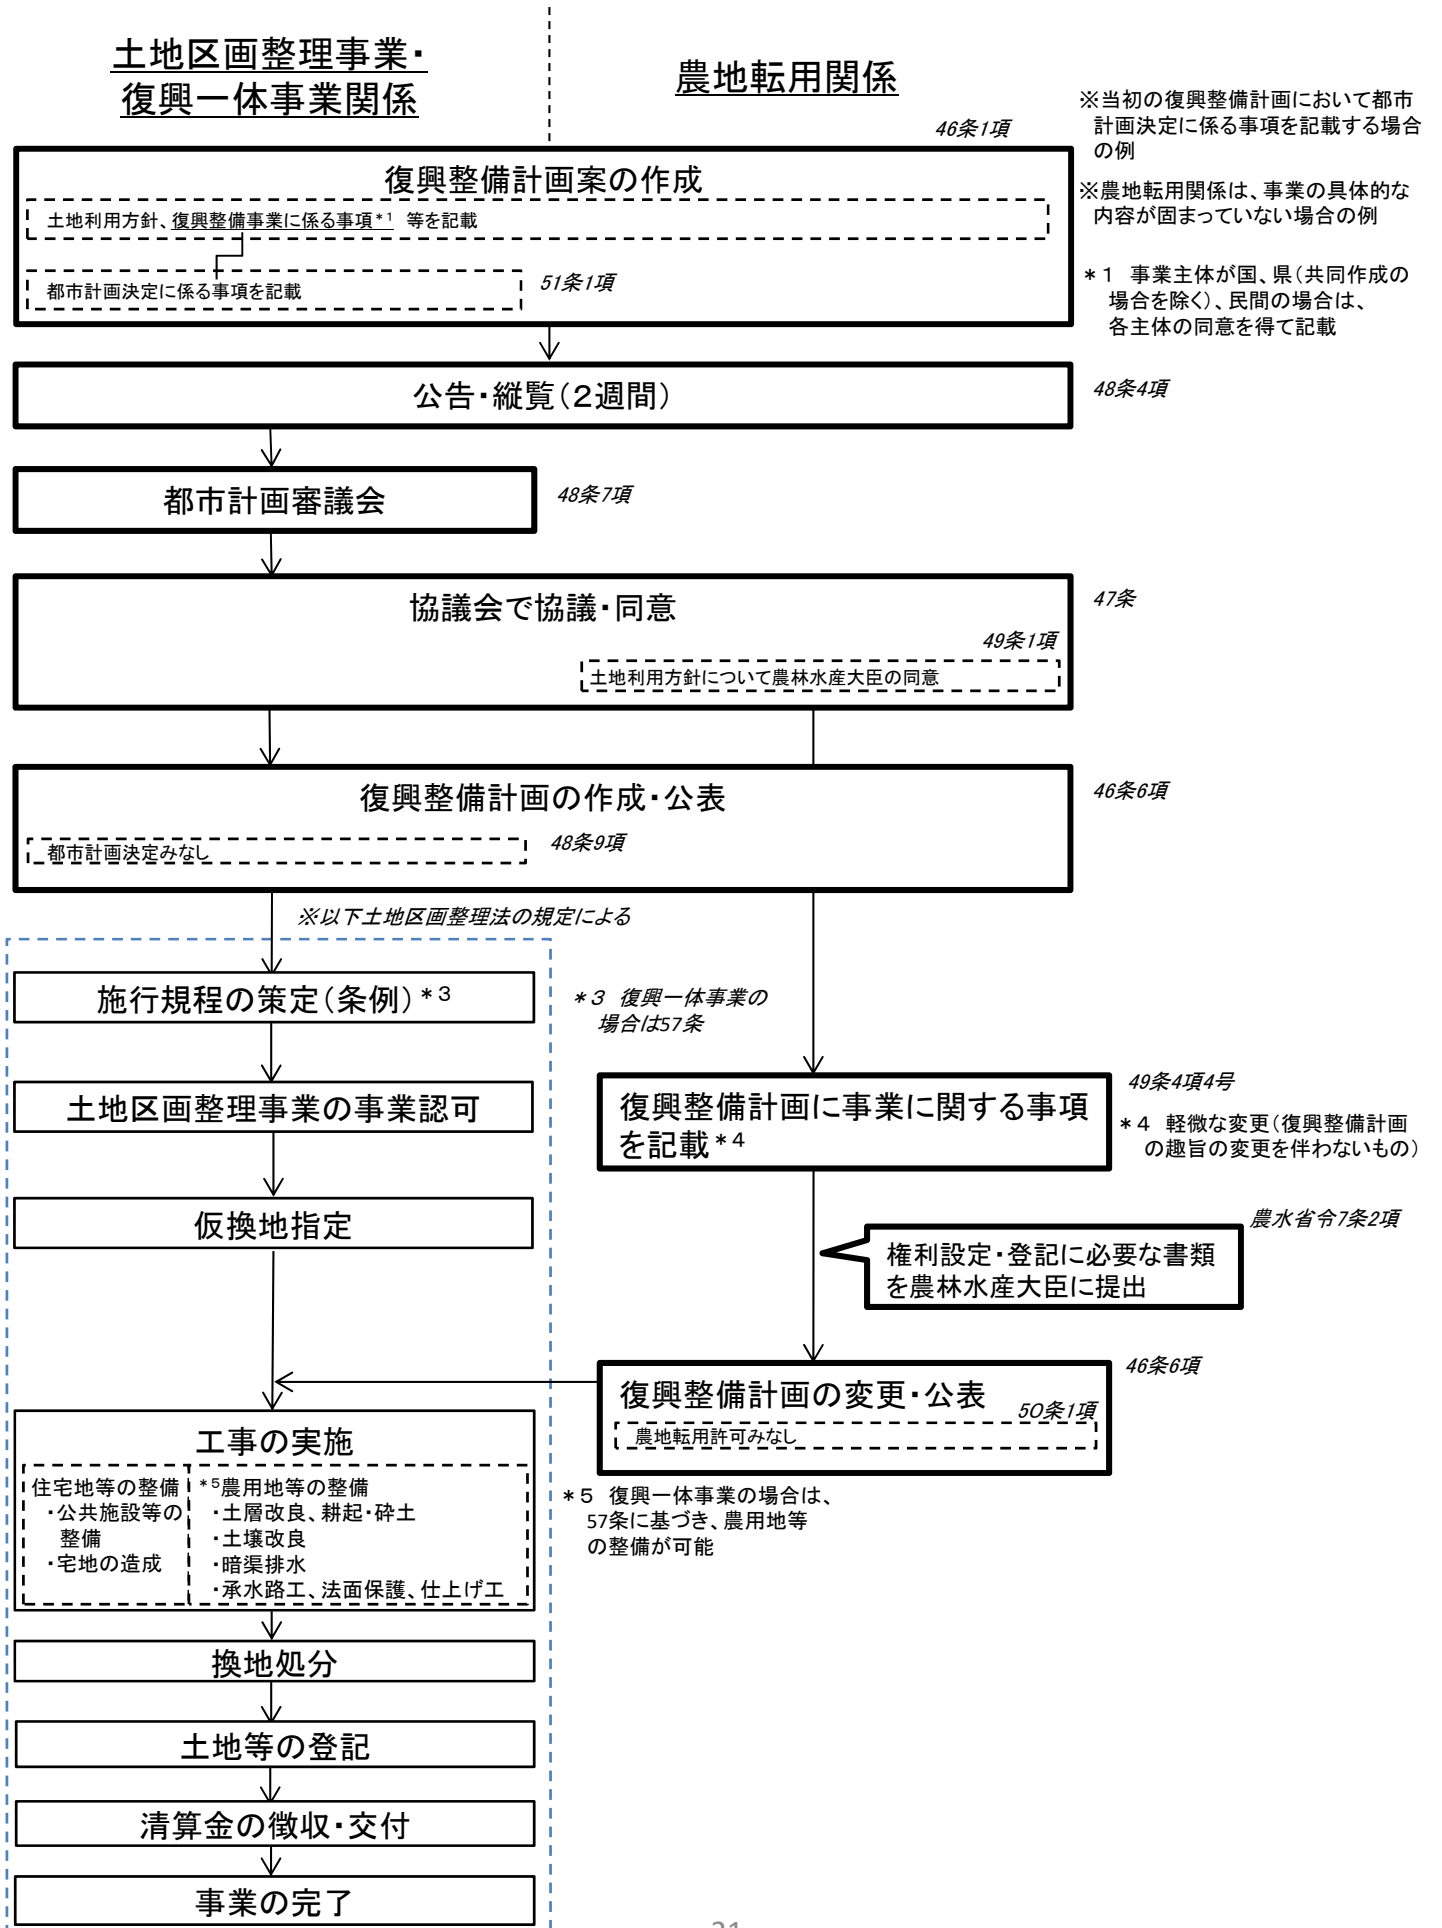 土地区画整理事業・
復興一体事業関係
農地転用関係
※当初の復興整備計画において都市
計画決定に係る事項を記載する場合
の例
※農地転用関係は、事業の具体的な
内容が固まっていない場合の例
*1 事業主体が国、県(共同作成の
場合を除く)、民間の場合は、
各主体の同意を得て記載
46条1項
復興整備計画案の作成
土地利用方針、復興整備事業に係る事項*1 等を記載
都市計画決定に係る事項を記載
51条1項
公告・縦覧(2週間)
48条4項
都市計画審議会
48条7項
協議会で協議・同意
47条
49条1項
土地利用方針について農林水産大臣の同意
復興整備計画の作成・公表
46条6項
都市計画決定みなし
48条9項
※以下土地区画整理法の規定による
施行規程の策定(条例)*3
*3 復興一体事業の
場合は57条
土地区画整理事業の事業認可
復興整備計画に事業に関する事項
を記載*4
49条4項4号
*4 軽微な変更(復興整備計画
の趣旨の変更を伴わないもの)
仮換地指定
農水省令7条2項
権利設定・登記に必要な書類
を農林水産大臣に提出
46条6項
復興整備計画の変更・公表
50条1項
農地転用許可みなし
工事の実施
住宅地等の整備
・公共施設等の
整備
・宅地の造成
*5農用地等の整備
・土層改良、耕起・砕土
・土壌改良
・暗渠排水
・承水路工、法面保護、仕上げ工
*5 復興一体事業の場合は、
57条に基づき、農用地等
の整備が可能
換地処分
土地等の登記
清算金の徴収・交付
事業の完了